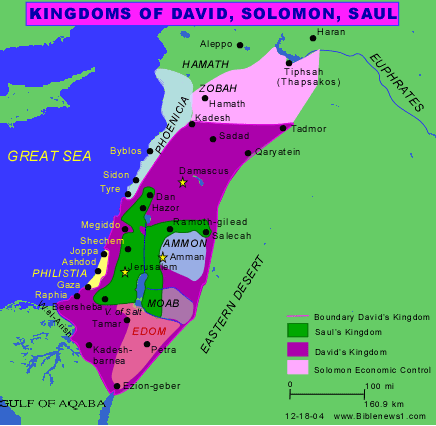 KINGDOMS OF DAVID, SOLOMON, SAUL
Haran
Aleppo
HAMATH
Tiphsah
(Thapsakos)
EUPHRATES
ZOBAH
Hamath
PHOENICIA
Kadesh
Sadad
Tadmor
Byblos
Qaryatein
GREAT SEA
Sidon
Damascus
Tyre
Dan
Hazor
Megiddo
Ramoth-gilead
Salecah
Shechem
AMMON
Joppa
Amman
Ashdod
Jerusalem
PHILISTIA
Gaza
Raphia
EASTERN DESERT
Beersheba
MOAB
W. el Arish
V. of Salt
Tamar
EDOM
Kadesh-
barnea
Petra
Ezion-geber
GULF OF AQABA
Boundary David's Kingdom
Saul's Kingdom
David's Kingdom
Solomon Economic Control
0
100 mi
160.9 km
12-18-04 www.Biblenews1.com